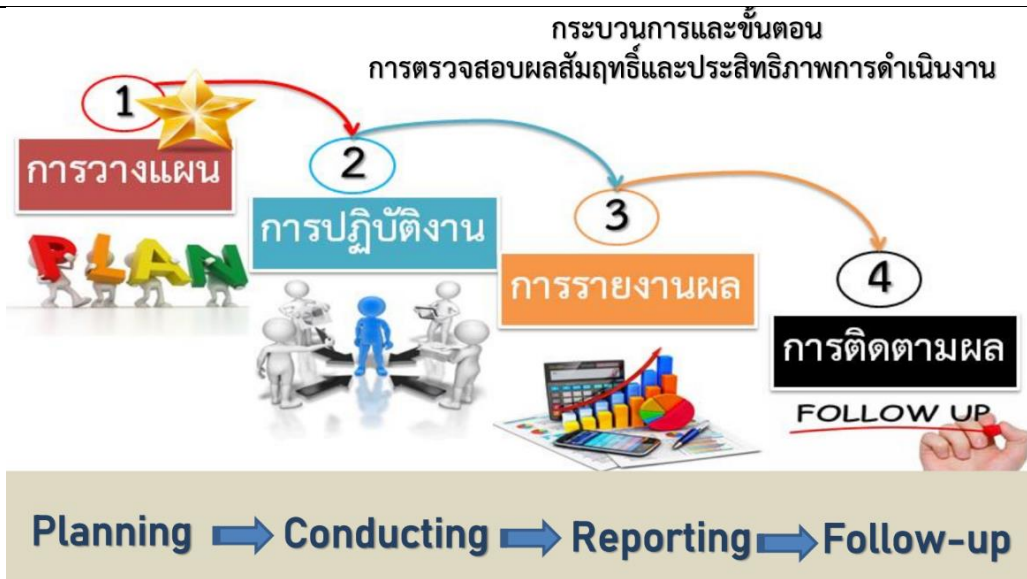 กระบวนการและขั้นตอน
การตรวจสอบผลสัมฤทธิ์และประสิทธิภาพการดำเนินงาน
1
การวางแผน
PLAN
2
การปฏิบัติงาน
3
การรายงานผล
4
การติดตามผล
FOLLOW UP
Planning Conducting Reporting Follow-up